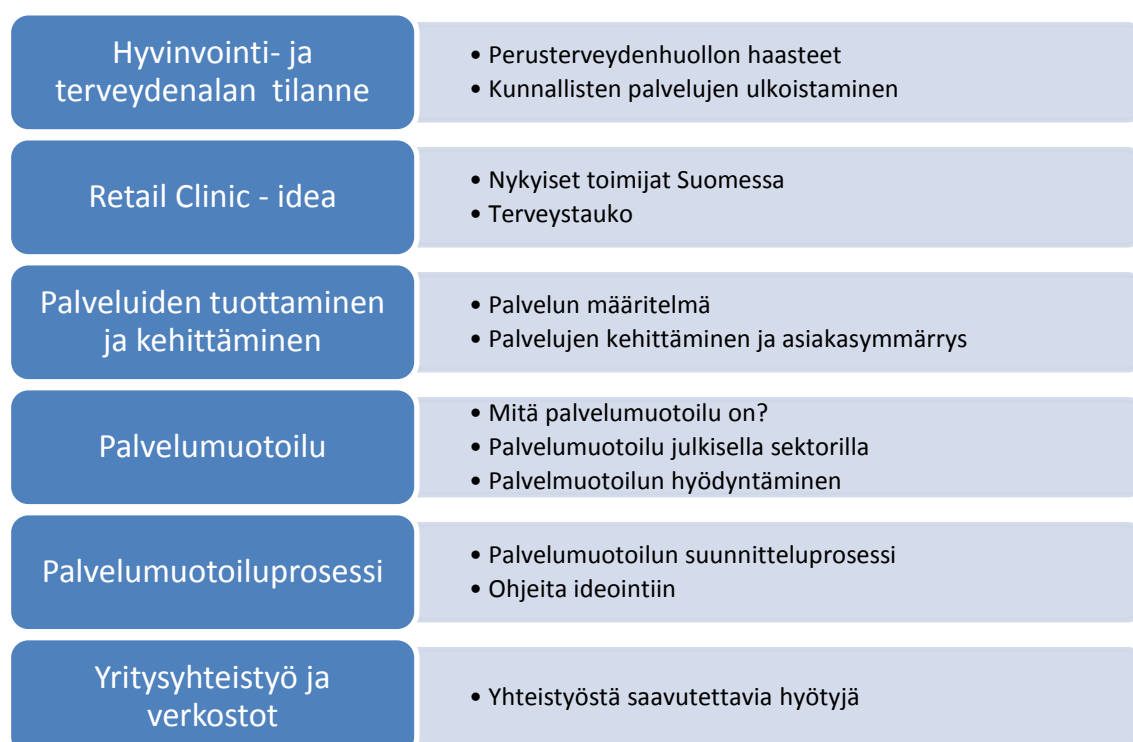 Hyvinvointi- ja
terveydenalan tilanne
• Perusterveydenhuollon haasteet
• Kunnallisten palvelujen ulkoistaminen
Retail Clinic - idea
• Nykyiset toimijat Suomessa
• Terveystauko
Palveluiden tuottaminen
ja kehittäminen
• Palvelun määritelmä
• Palvelujen kehittäminen ja asiakasymmärrys
Palvelumuotoilu
• Mitä palvelumuotoilu on?
• Palvelumuotoilu julkisella sektorilla
• Palvelmuotoilun hyödyntäminen
Palvelumuotoiluprosessi
• Palvelumuotoilun suunnitteluprosessi
• Ohjeita ideointiin
Yritysyhteistyö ja
verkostot
• Yhteistyöstä saavutettavia hyötyjä